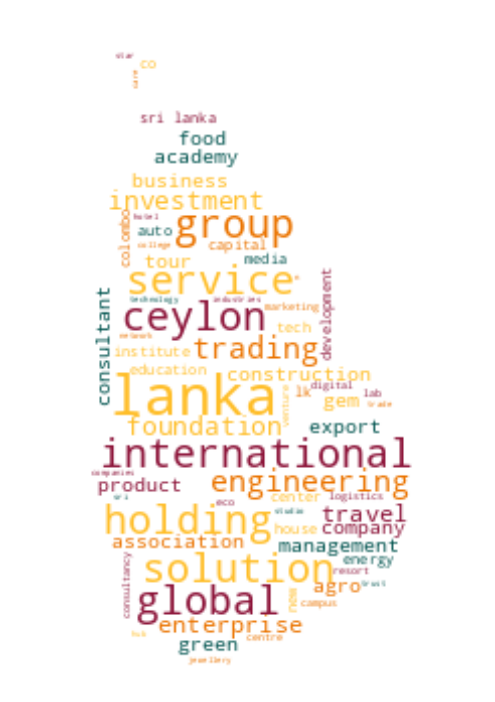 star
co
care
sri lanka
food
academy
business
investment
colombo
hotel
group
auto
college
capital
tour
media
service
technology
industries
development
consultant
ceylon
marketing
tech
network
trading
institute
education
construction
lanka
digital
venture
lk
lab
gem
trade
foundation
export
international
companies
product
engineering
sri
center
logistics
eco
holding
studio
travel
house
company
association
management
energy
solution
resort
consultancy
trust
agro
global
new
campus
enterprise
hub
centre
green
jewellery